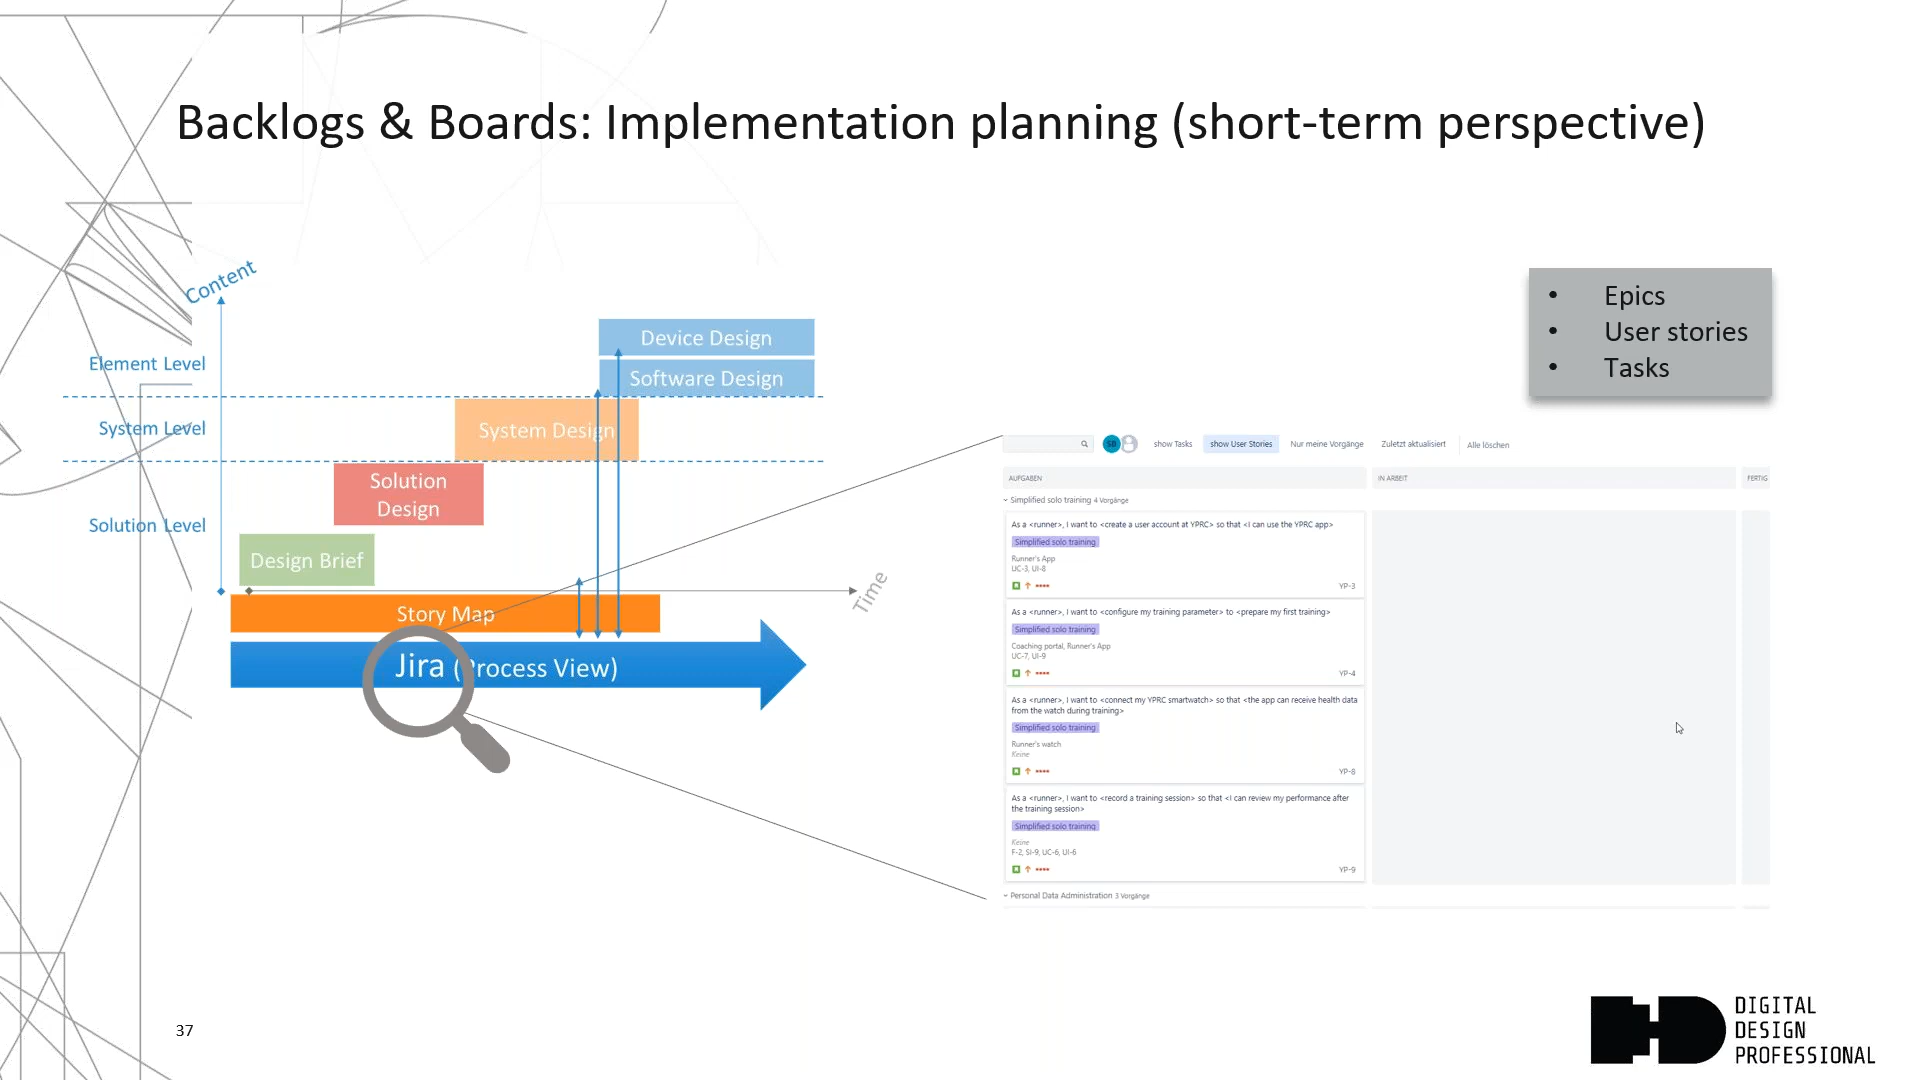 Backlogs & Boards: Implementation planning (short-term perspective)
Content
Element Level
System Level
Solution Level
Device Design
Software Design
System Design
Solution
Design
Design Brief
Time
Story Map
Jira (Process View)
• Epics
• User stories
• Tasks
SB
show Tasks
show User Stories
Nur meine Vorgänge
Zuletzt aktualisiert
Alle löschen
AUFGABEN
IN ARBEIT
FERTIG
Simplified solo training 4 Vorgänge
As a <runner>, I want to <create a user account at YPRC> so that <I can use the YPRC app>
Simplified solo training
Runner's App
UC-3, UI-8
YP-3
As a <runner>, I want to <configure my training parameter> to <prepare my first training>
Simplified solo training
Coaching portal, Runner's App
UC-7, UI-9
YP-4
As a <runner>, I want to <connect my YPRC smartwatch> so that <the app can receive health data
from the watch during training>
Simplified solo training
Runner's watch
Keine
YP-8
As a <runner>, I want to <record a training session> so that <I can review my performance after
the training session>
Simplified solo training
Keine
F-2, SI-9, UC-6, UI-6
YP-9
Personal Data Administration 3 Vorgänge
37
DIGITAL
DESIGN
PROFESSIONAL